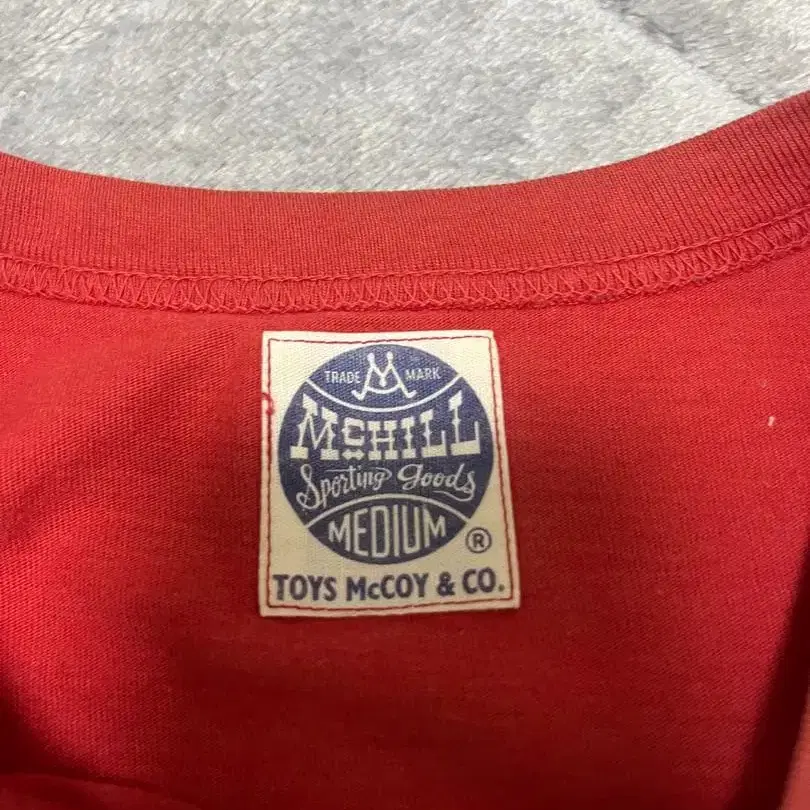 TRADE M MARK
McHILL
Sporting Goods
MEDIUM
®
TOYS McCOY & CO.